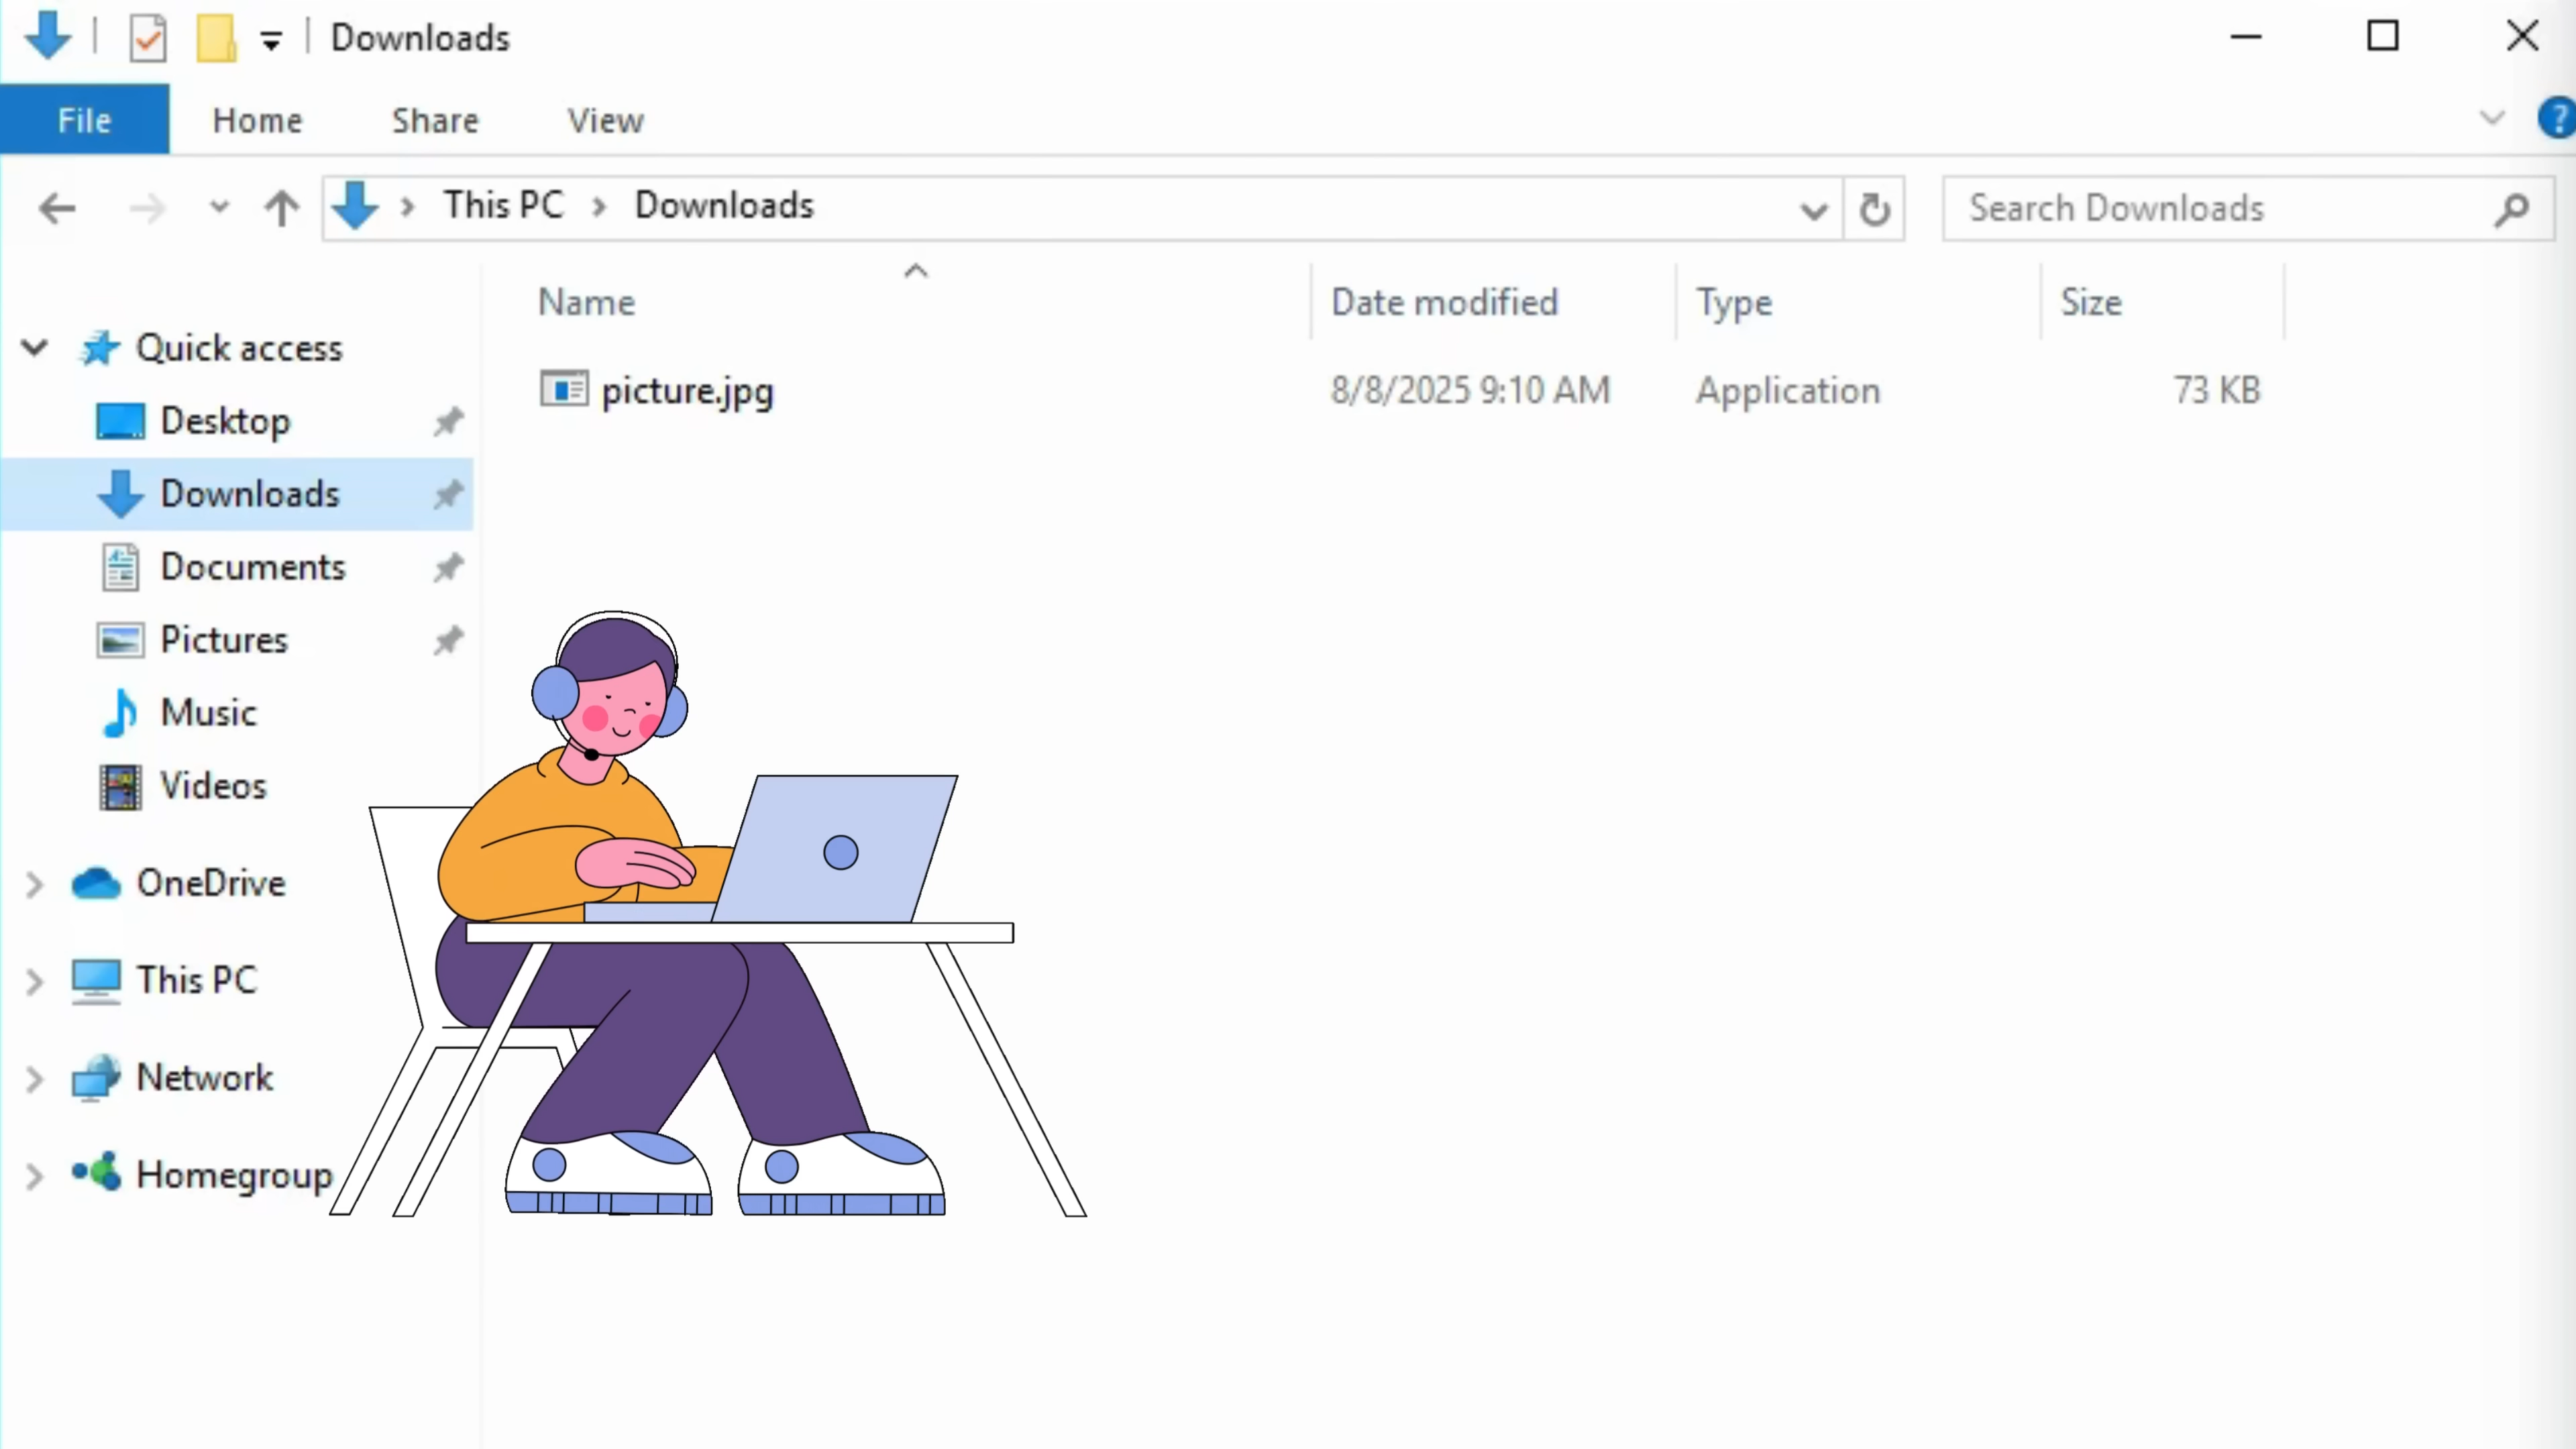 Downloads
File Home Share View
?
This PC Downloads
Search Downloads
Name Date modified Type Size
picture.jpg 8/8/2025 9:10 AM Application 73 KB
Quick access
Desktop
Downloads
Documents
Pictures
Music
Videos
OneDrive
This PC
Network
Homegroup